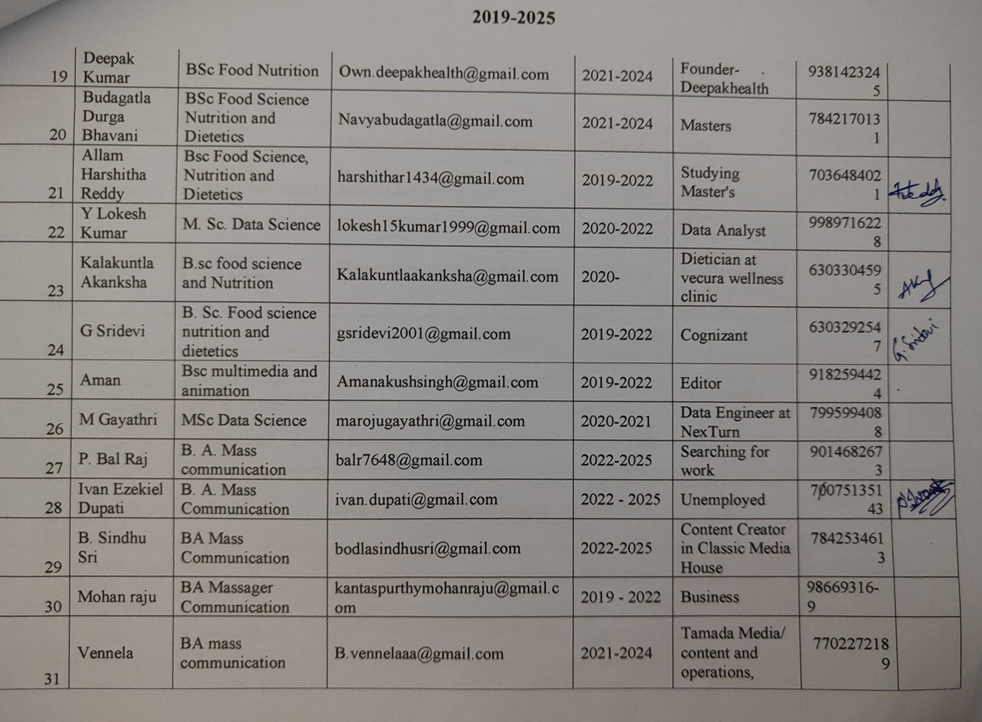 2019-2025
19 Deepak Kumar BSc Food Nutrition Own.deepakhealth@gmail.com 2021-2024 Founder- Deepakhealth 938142324 5
20 Budagatla Durga Bhavani BSc Food Science Nutrition and Dietetics Navyabudagatla@gmail.com 2021-2024 Masters 784217013 1
21 Allam Harshitha Reddy Bsc Food Science, Nutrition and Dietetics harshithar1434@gmail.com 2019-2022 Studying Master's 703648402 1
22 Y Lokesh Kumar M. Sc. Data Science lokesh15kumar1999@gmail.com 2020-2022 Data Analyst 998971622 8
23 Kalakuntla Akanksha B.sc food science and Nutrition Kalakuntlaakanksha@gmail.com 2020- Dietician at vecura wellness clinic 630330459 5
24 G Sridevi B. Sc. Food science nutrition and dietetics gsridevi2001@gmail.com 2019-2022 Cognizant 630329254 7 G. Sridevi
25 Aman Bsc multimedia and animation Amanakushsingh@gmail.com 2019-2022 Editor 918259442 4
26 M Gayathri MSc Data Science marojugayathri@gmail.com 2020-2021 Data Engineer at NexTurn 799599408 8
27 P. Bal Raj B. A. Mass communication balr7648@gmail.com 2022-2025 Searching for work 901468267 3
28 Ivan Ezekiel Dupati B. A. Mass Communication ivan.dupati@gmail.com 2022 - 2025 Unemployed 700751351 43
29 B. Sindhu Sri BA Mass Communication bodlasindhusri@gmail.com 2022-2025 Content Creator in Classic Media House 784253461 3
30 Mohan raju BA Massager Communication kantaspurthymohanraju@gmail.c om 2019 - 2022 Business 98669316- 9
31 Vennela BA mass communication B.vennelaaa@gmail.com 2021-2024 Tamada Media/ content and operations, 770227218 9